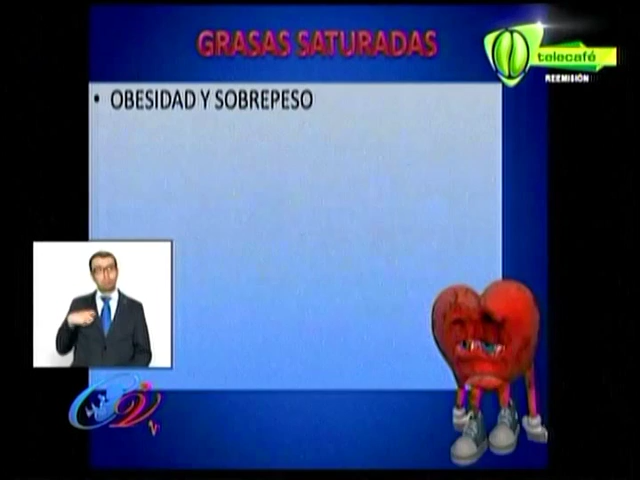 GRASAS SATURADAS
telecafé
REEMISIÓN
• OBESIDAD Y SOBREPESO